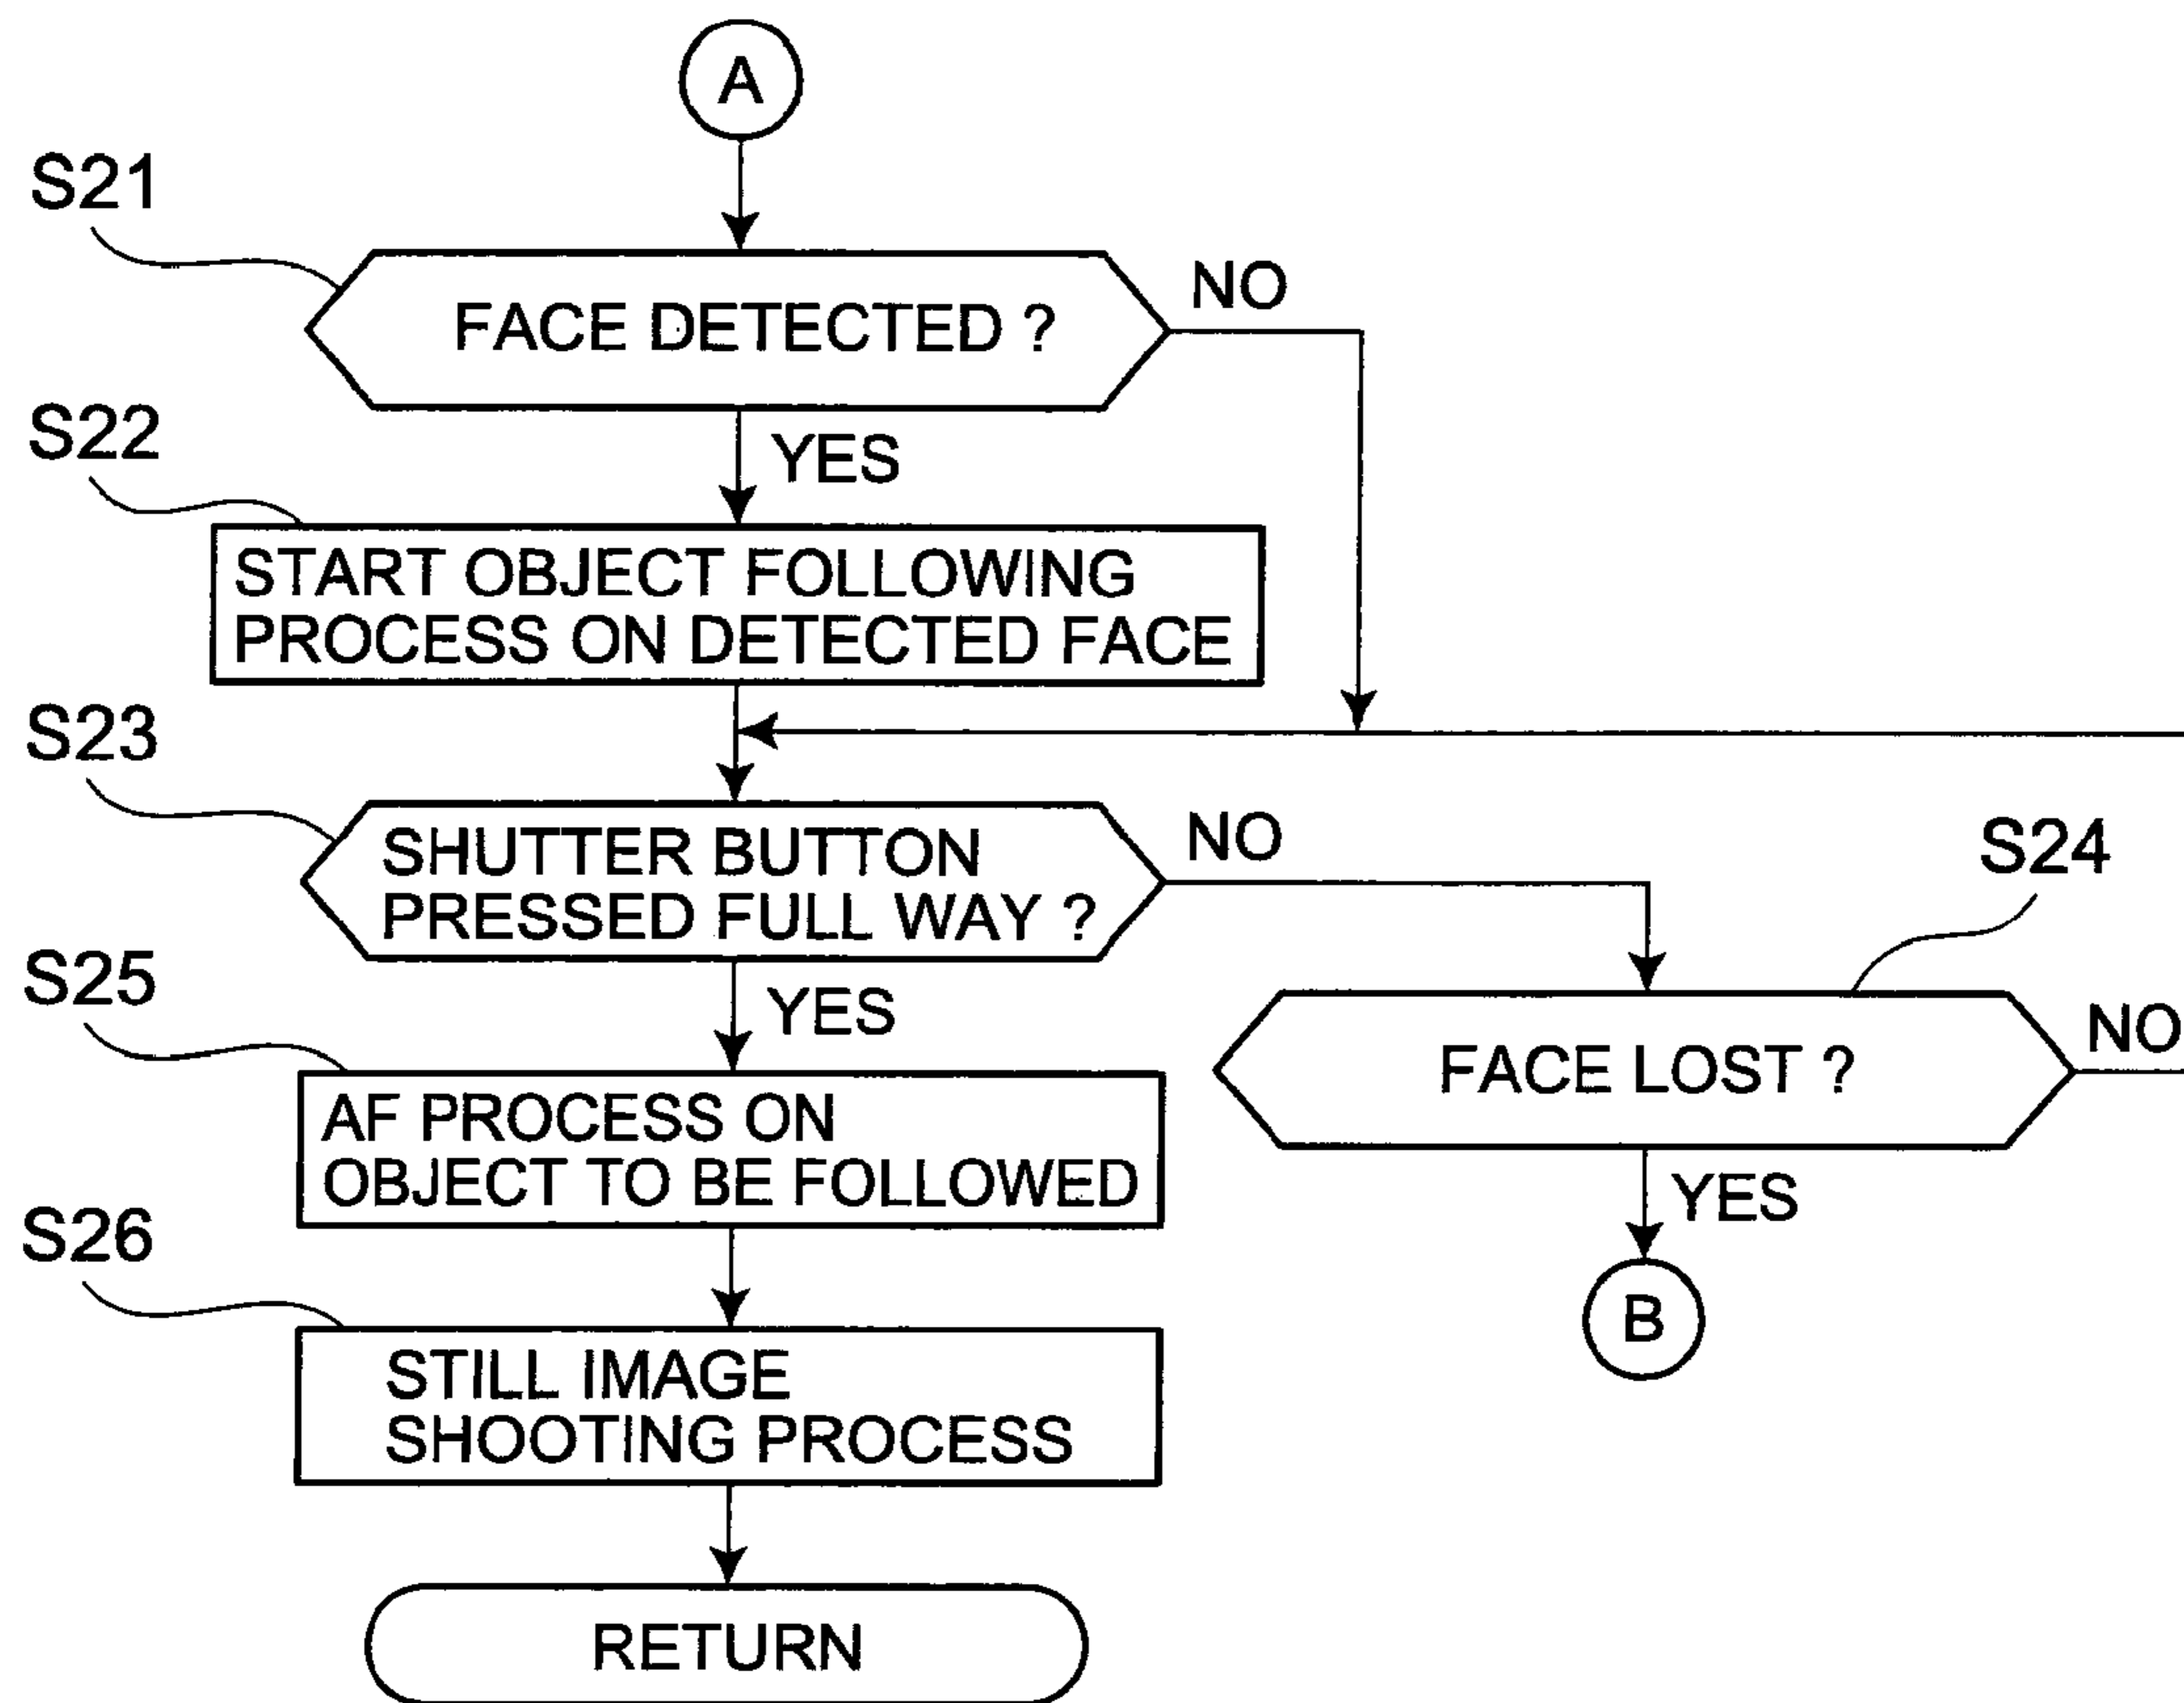 A
S21
FACE DETECTED ?
NO
S22
YES
START OBJECT FOLLOWING
PROCESS ON DETECTED FACE
S23
SHUTTER BUTTON
PRESSED FULL WAY ?
NO
S24
S25
YES
FACE LOST ?
NO
AF PROCESS ON
OBJECT TO BE FOLLOWED
YES
S26
B
STILL IMAGE
SHOOTING PROCESS
RETURN